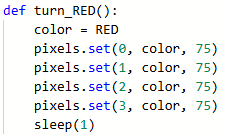 def turn_RED():
    color = RED
    pixels.set(0, color, 75)
    pixels.set(1, color, 75)
    pixels.set(2, color, 75)
    pixels.set(3, color, 75)
    sleep(1)